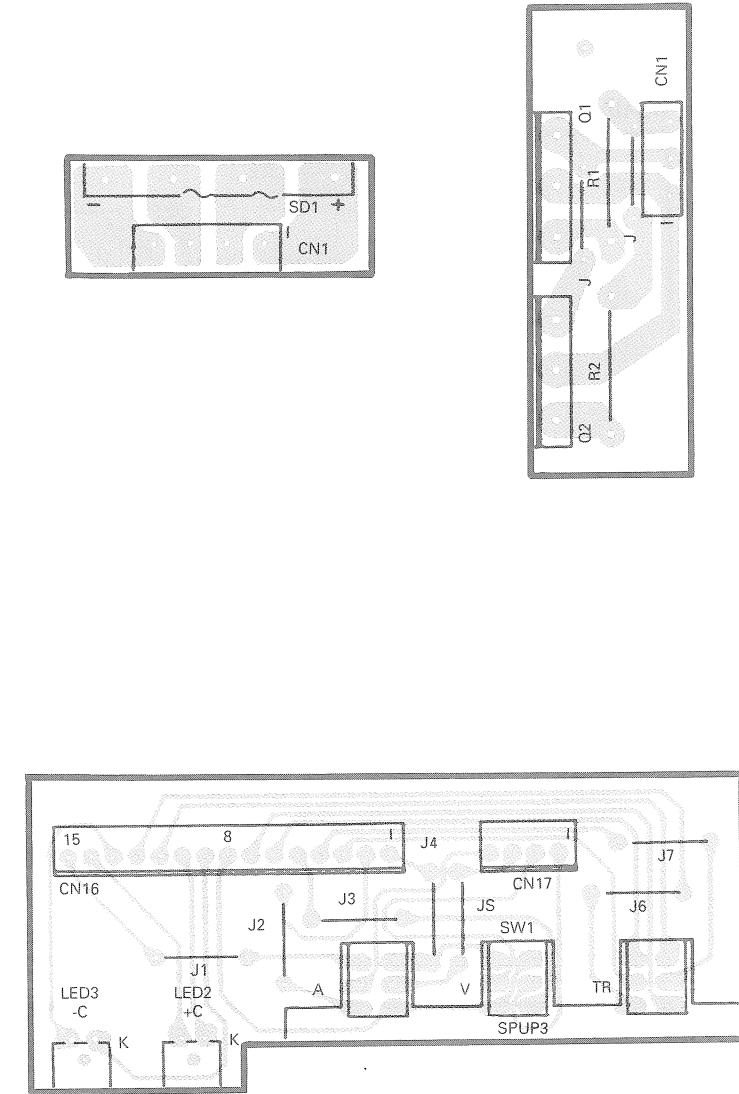 CN1
Q1
R1
J
I
J
R2
Q2
− SD1 +
I
CN1
15 8 I
J4
I
J7
CN16
CN17
J3
JS
J6
J2
SW1
J1
LED3
-C
LED2
+C
A
V
TR
SPUP3
K
K